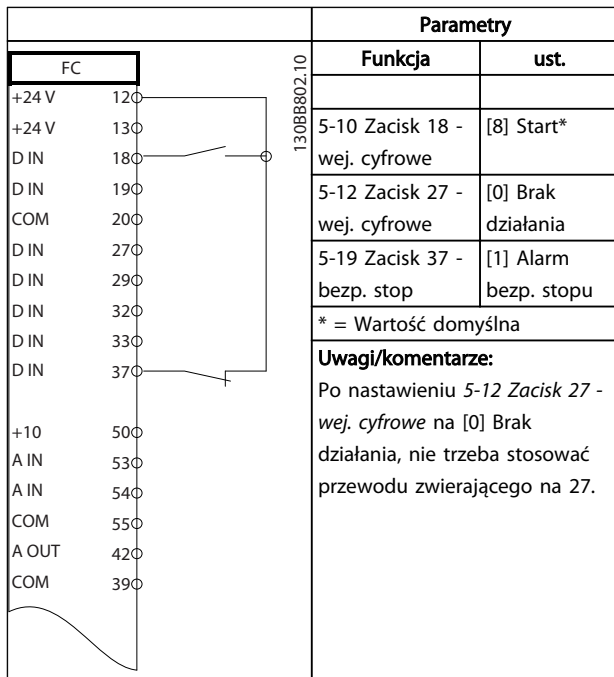 FC
+24 V 12
+24 V 13
D IN 18
D IN 19
COM 20
D IN 27
D IN 29
D IN 32
D IN 33
D IN 37
+10 50
A IN 53
A IN 54
COM 55
A OUT 42
COM 39
130BB802.10
Parametry
Funkcja ust.
5-10 Zacisk 18 - [8] Start*
wej. cyfrowe
5-12 Zacisk 27 - [0] Brak
wej. cyfrowe działania
5-19 Zacisk 37 - [1] Alarm
bezp. stop bezp. stopu
* = Wartość domyślna
Uwagi/komentarze:
Po nastawieniu 5-12 Zacisk 27 -
wej. cyfrowe na [0] Brak
działania, nie trzeba stosować
przewodu zwierającego na 27.